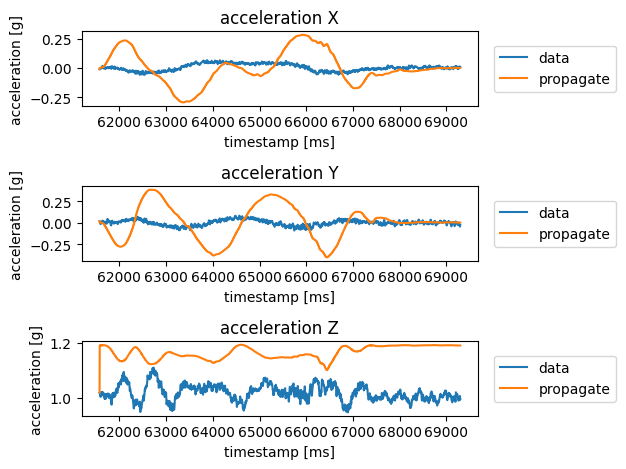 acceleration X
acceleration [g]
0.25
0.00
−0.25
62000 63000 64000 65000 66000 67000 68000 69000
timestamp [ms]
data
propagate
acceleration Y
acceleration [g]
0.25
0.00
−0.25
62000 63000 64000 65000 66000 67000 68000 69000
timestamp [ms]
data
propagate
acceleration Z
acceleration [g]
1.2
1.0
62000 63000 64000 65000 66000 67000 68000 69000
timestamp [ms]
data
propagate